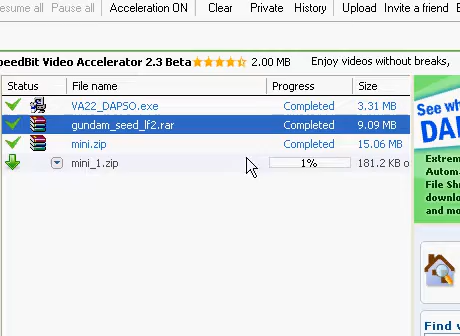 esume all Pause all Acceleration ON Clear Private History Upload Invite a friend
peedBit Video Accelerator 2.3 Beta 2.00 MB Enjoy videos without breaks,
Status File name Progress Size
VA22_DAPSO.exe Completed 3.31 MB
gundam_seed_lf2.rar Completed 9.09 MB
mini.zip Completed 15.06 MB
mini_1.zip 1% 181.2 KB o
See wh
DA
Extrem
Autom
File Sh
downlo
and mo
Find v